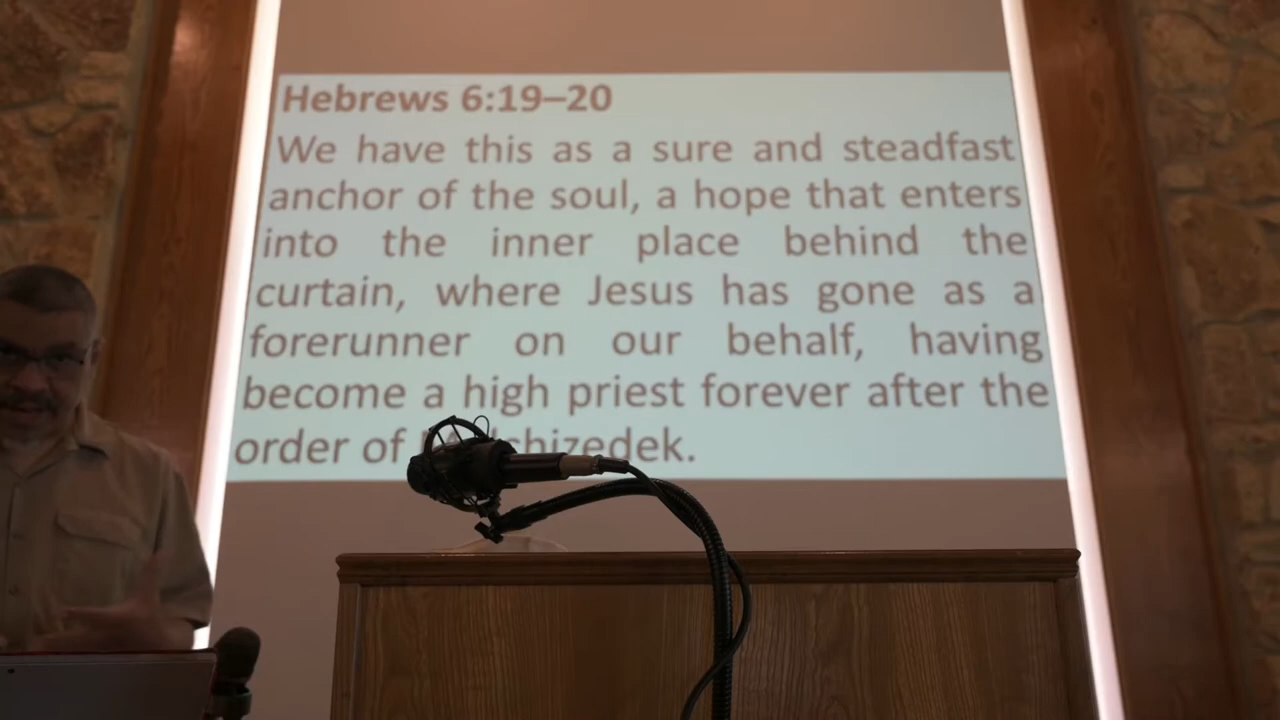 Hebrews 6:19–20
We have this as a sure and steadfast
anchor of the soul, a hope that enters
into the inner place behind the
curtain, where Jesus has gone as a
forerunner on our behalf, having
become a high priest forever after the
order of Melchizedek.